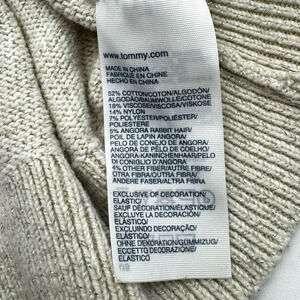 www.tommy.com
MADE IN CHINA
FABRIQUÉ EN CHINE
HECHO EN CHINA
52% COTTON/COTON/ALGODÓN/
ALGODÃO/BAUMWOLLE/COTONE
18% VISCOSE/VISCOSA/VISKOSE
14% NYLON
7% POLYESTER/POLIÉSTER/
POLIESTERE
5% ANGORA RABBIT HAIR/
POIL DE LAPIN ANGORA/
PELO DE CONEJO DE ANGORA/
ANGORA DE PÊLO DE COELHO/
ANGORA-KANINCHENHAAR/PELO
DI CONIGLIO D'ANGORA
4% OTHER FIBER/AUTRE FIBRE/
OTRA FIBRA/OUTRA FIBRA/
ANDERE FASER/ALTRA FIBRA
EXCLUSIVE OF DECORATION/
ELASTIC
SAUF DÉCORATION/ÉLASTIQUE
EXCLUYE LA DECORACIÓN/
ELÁSTICO
EXCLUI DECORAÇÃO/
ELÁSTICO
OHNE DEKORATION/GUMMIZUG/
ECCETTO DECORAZIONE/
ELASTICO